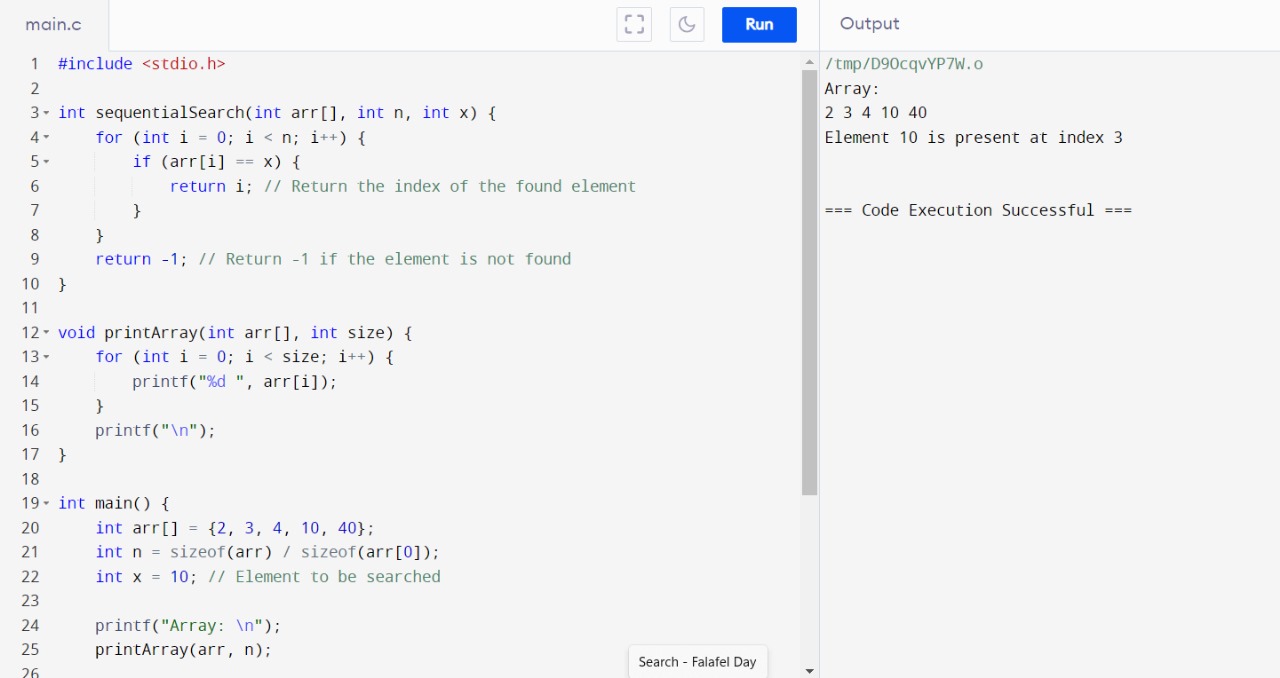 main.c
Run
Output
1 #include <stdio.h>
2
3 int sequentialSearch(int arr[], int n, int x) {
4     for (int i = 0; i < n; i++) {
5         if (arr[i] == x) {
6             return i; // Return the index of the found element
7         }
8     }
9     return -1; // Return -1 if the element is not found
10 }
11
12 void printArray(int arr[], int size) {
13     for (int i = 0; i < size; i++) {
14         printf("%d ", arr[i]);
15     }
16     printf("\n");
17 }
18
19 int main() {
20     int arr[] = {2, 3, 4, 10, 40};
21     int n = sizeof(arr) / sizeof(arr[0]);
22     int x = 10; // Element to be searched
23
24     printf("Array: \n");
25     printArray(arr, n);
26
Search - Falafel Day
/tmp/D9OcqvYP7W.o
Array:
2 3 4 10 40
Element 10 is present at index 3
=== Code Execution Successful ===